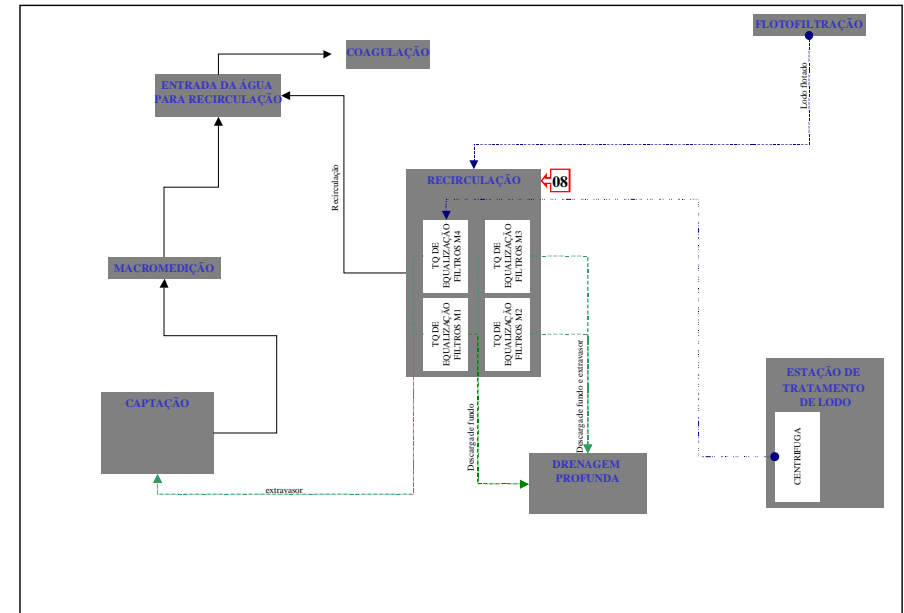 FLOTOFILTRAÇÃO
COAGULAÇÃO
ENTRADA DA ÁGUA
PARA RECIRCULAÇÃO
Lodo flotado
Recirculação
RECIRCULAÇÃO
08
TQ DE
EQUALIZAÇÃO
FILTROS M4
TQ DE
EQUALIZAÇÃO
FILTROS M3
MACROMEDIÇÃO
TQ DE
EQUALIZAÇÃO
FILTROS M1
TQ DE
EQUALIZAÇÃO
FILTROS M2
ESTAÇÃO DE
TRATAMENTO
DE LODO
CAPTAÇÃO
Descarga de fundo
Descarga de fundo e extravasor
CENTRIFUGA
DRENAGEM
PROFUNDA
extravasor